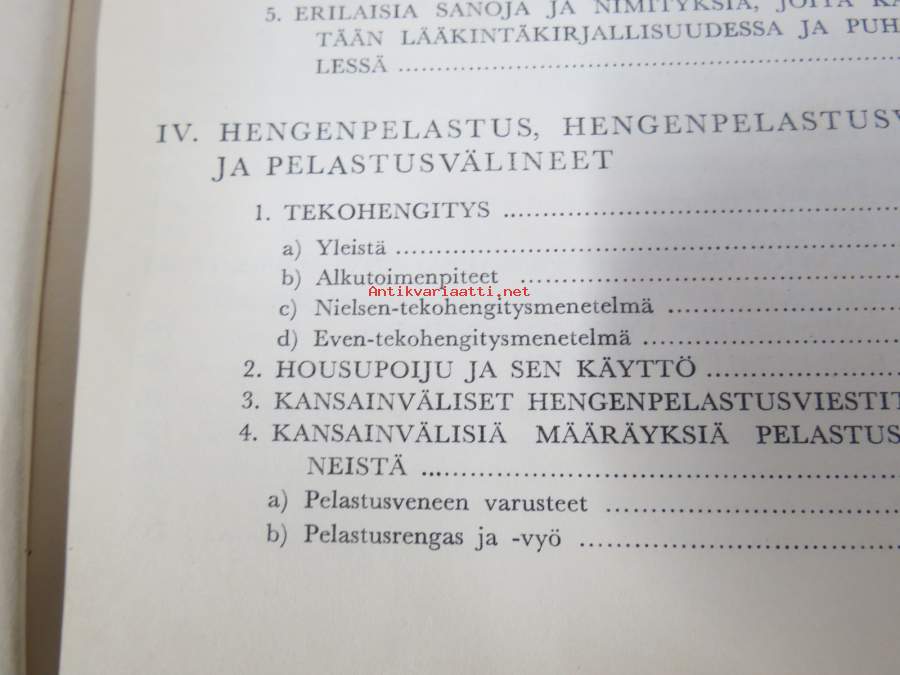 5. ERILAISIA SANOJA JA NIMITYKSIÄ, JOITA
TÄÄN LÄÄKINTÄKIRJALLISUUDESSA JA PUH
LESSÄ
IV. HENGENPELASTUS, HENGENPELASTUSV
JA PELASTUSVÄLINEET
1. TEKOHENGITYS
a) Yleistä
b) Alkutoimenpiteet
Antikvariaatti.net
c) Nielsen-tekohengitysmenetelmä
d) Even-tekohengitysmenetelmä
2. HOUSUPOIJU JA SEN KÄYTTÖ
3. KANSAINVÄLISET HENGENPELASTUSVIESTIT
4. KANSAINVÄLISIÄ MÄÄRÄYKSIÄ PELASTUS
NEISTÄ
a) Pelastusveneen varusteet
b) Pelastusrengas ja -vyö